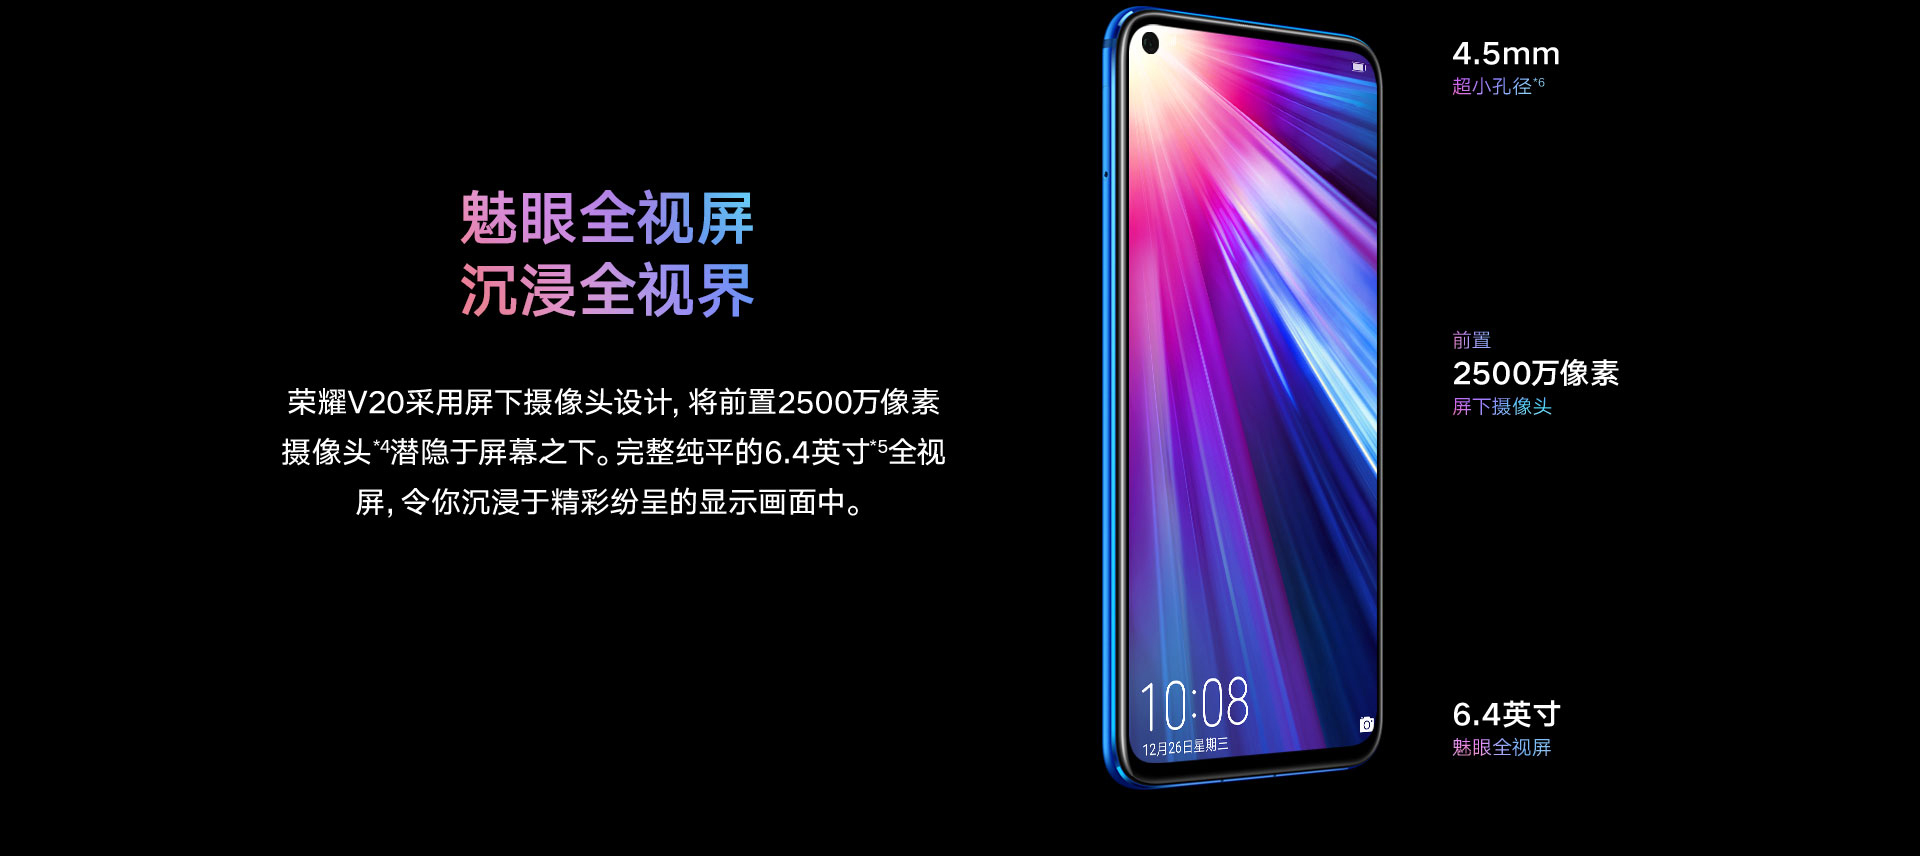 魅眼全视屏
沉浸全视界
荣耀V20采用屏下摄像头设计，将前置2500万像素
摄像头*4潜隐于屏幕之下。完整纯平的6.4英寸*5全视
屏，令你沉浸于精彩纷呈的显示画面中。
10:08
12月26日星期三
4.5mm
超小孔径*6
前置
2500万像素
屏下摄像头
6.4英寸
魅眼全视屏